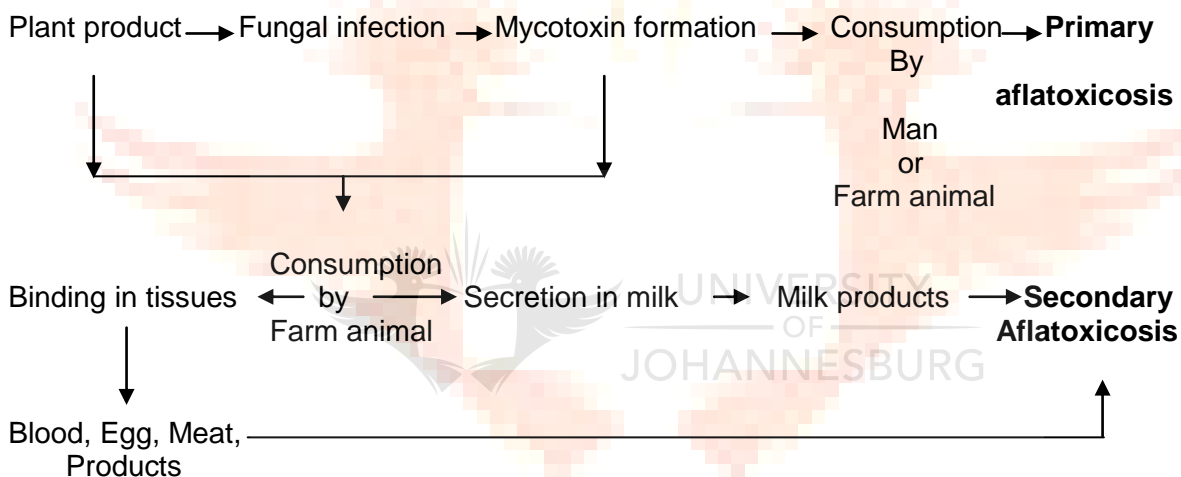 Plant product Fungal infection Mycotoxin formation Consumption Primary
By
aflatoxicosis
Man
or
Farm animal
Consumption
Binding in tissues by Secretion in milk Milk products Secondary
Farm animal Aflatoxicosis
UNIVERSITY
OF
JOHANNESBURG
Blood, Egg, Meat,
Products